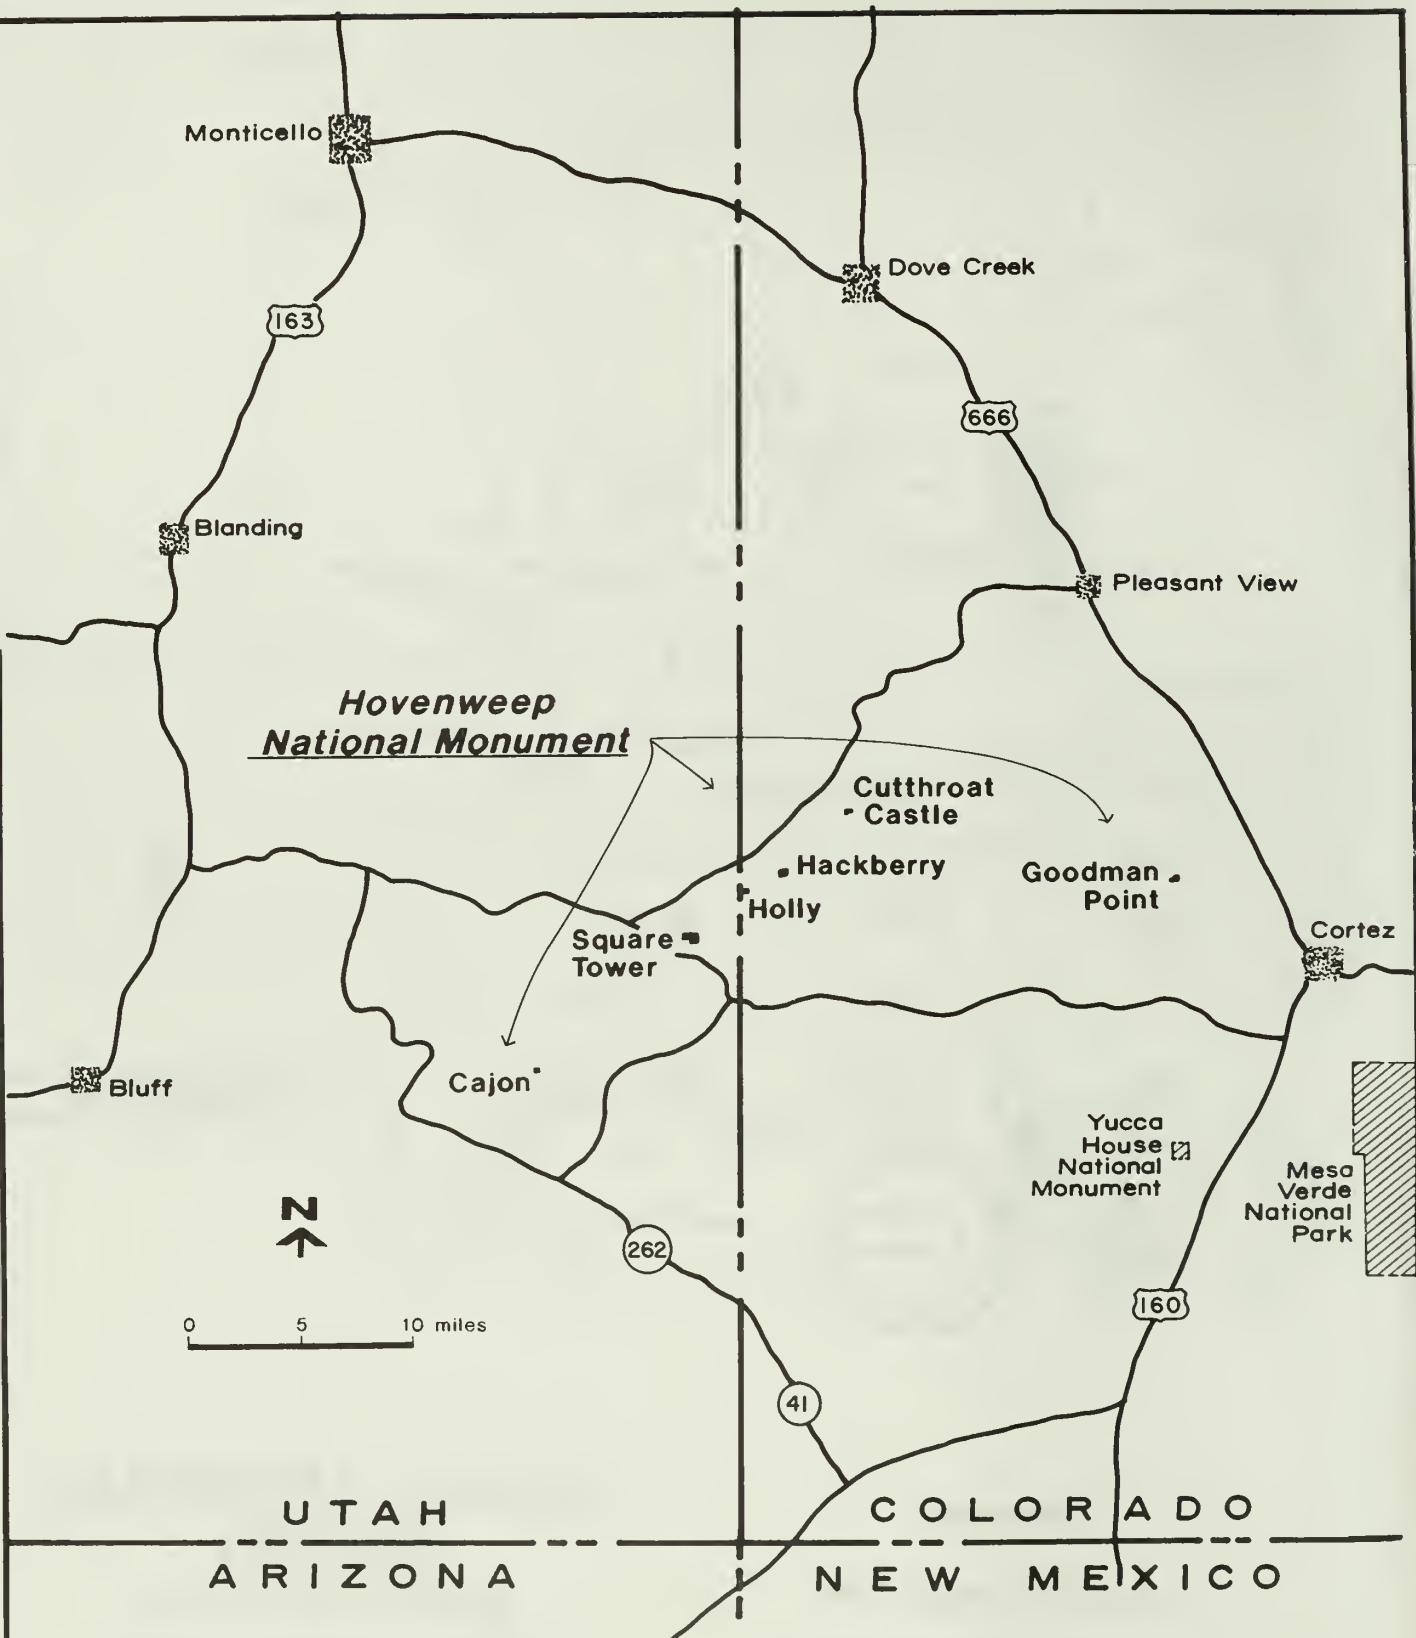 Monticello
Dove Creek
163
666
Blanding
Pleasant View
Hovenweep
National Monument
Cutthroat
Castle
Hackberry
Goodman
Point
Holly
Square
Tower
Cortez
Cajon
Bluff
Yucca
House
National
Monument
Mesa
Verde
National
Park
N
262
160
0 5 10 miles
41
UTAH
COLORADO
ARIZONA
NEW MEXICO